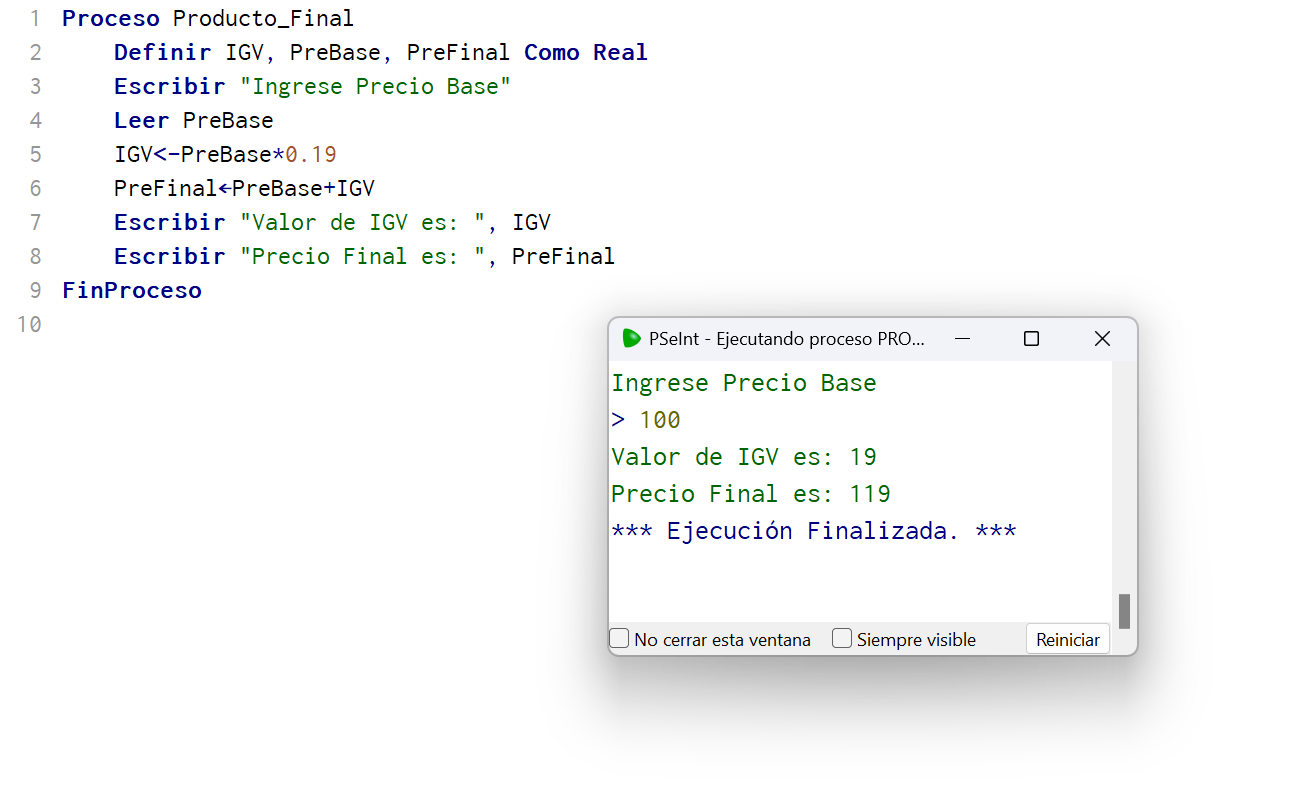 1 Proceso Producto_Final
2 Definir IGV, PreBase, PreFinal Como Real
3 Escribir "Ingrese Precio Base"
4 Leer PreBase
5 IGV<-PreBase*0.19
6 PreFinal←PreBase+IGV
7 Escribir "Valor de IGV es: ", IGV
8 Escribir "Precio Final es: ", PreFinal
9 FinProceso
10
PSeInt - Ejecutando proceso PRO...
Ingrese Precio Base
> 100
Valor de IGV es: 19
Precio Final es: 119
*** Ejecución Finalizada. ***
No cerrar esta ventana Siempre visible Reiniciar